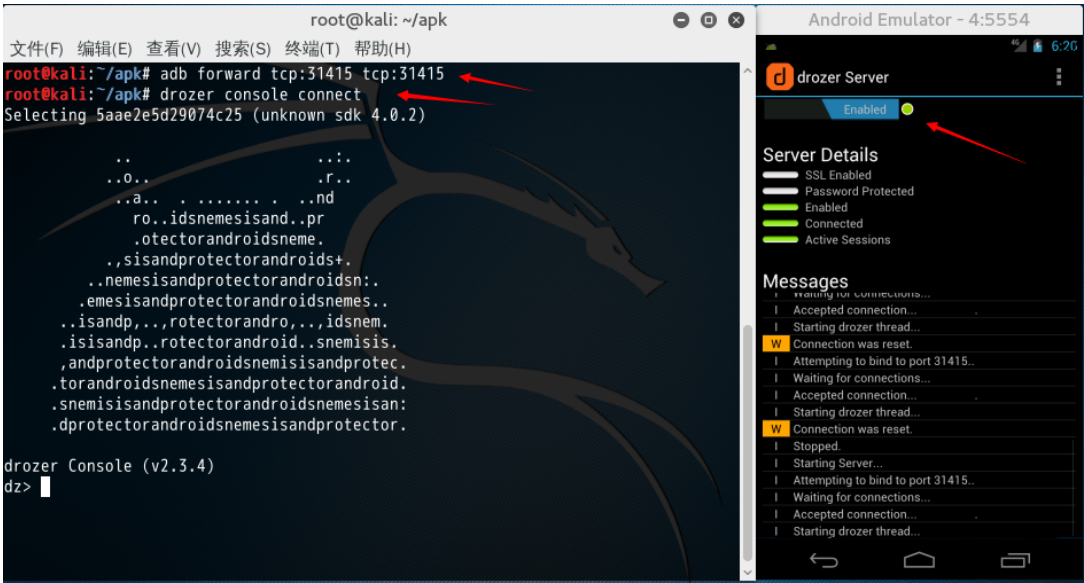 root@kali: ~/apk
文件(F) 编辑(E) 查看(V) 搜索(S) 终端(T) 帮助(H)
root@kali:~/apk# adb forward tcp:31415 tcp:31415
root@kali:~/apk# drozer console connect
Selecting 5aae2e5d29074c25 (unknown sdk 4.0.2)
..                    ..:.
..o..                  .r..
..a..  . ....... .  ..nd
ro..idsnemesisand..pr
.otectorandroidsneme.
.,sisandprotectorandroids+.
..nemesisandprotectorandroidsn:.
.emesisandprotectorandroidsnemes..
..isandp,..,rotectorandro,..,idsnem.
.isisandp..rotectorandroid..snemisis.
,andprotectorandroidsnemisisandprotec.
.torandroidsnemesisandprotectorandroid.
.snemisisandprotectorandroidsnemesisan:
.dprotectorandroidsnemesisandprotector.
drozer Console (v2.3.4)
dz>
Android Emulator - 4:5554
4G 6:20
d drozer Server
Enabled
Server Details
SSL Enabled
Password Protected
Enabled
Connected
Active Sessions
Messages
I Waiting for connections...
I Accepted connection...
I Starting drozer thread...
W Connection was reset.
I Attempting to bind to port 31415..
I Waiting for connections...
I Accepted connection...
I Starting drozer thread...
W Connection was reset.
I Stopped.
I Starting Server...
I Attempting to bind to port 31415..
I Waiting for connections...
I Accepted connection...
I Starting drozer thread...